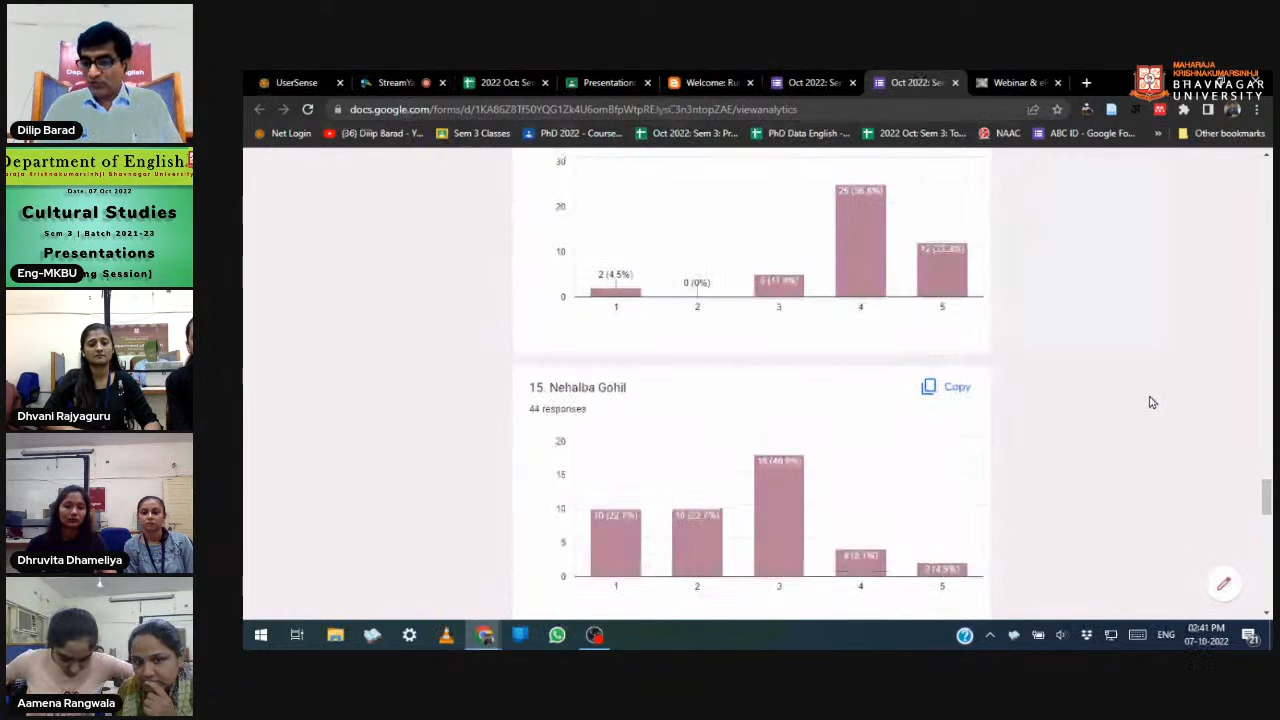 Dilip Barad
Department of English
Date: 07 Oct 2022
Cultural Studies
Sem 3 | Batch 2021-23
Presentations
Eng-MKBU
ng Session]
Dhvani Rajyaguru
Dhruvita Dhameliya
Aamena Rangwala
MAHARAJA
KRISHNAKUMARSINHJI
BHAVNAGAR
UNIVERSITY
UserSense
StreamYa
2022 Oct: Sem
Presentation
Welcome: Ru
Oct 2022: Se
Oct 2022: Se
Webinar & e
docs.google.com/forms/d/
/viewanalytics
Net Login
(36) Dilip Barad - Y...
Sem 3 Classes
PhD 2022 - Course...
Oct 2022: Sem 3: Pr...
PhD Data English -...
2022 Oct: Sem 3: To...
NAAC
ABC ID - Google Fo...
»
Other bookmarks
30
20
10
0
2 (4.5%)
0 (0%)
1
2
3
4
5
15. Nehalba Gohil
Copy
44 responses
20
15
10
5
0
10 (22.7%)
10 (22.7%)
1
2
3
4
5
ENG
02:41 PM
07-10-2022
21